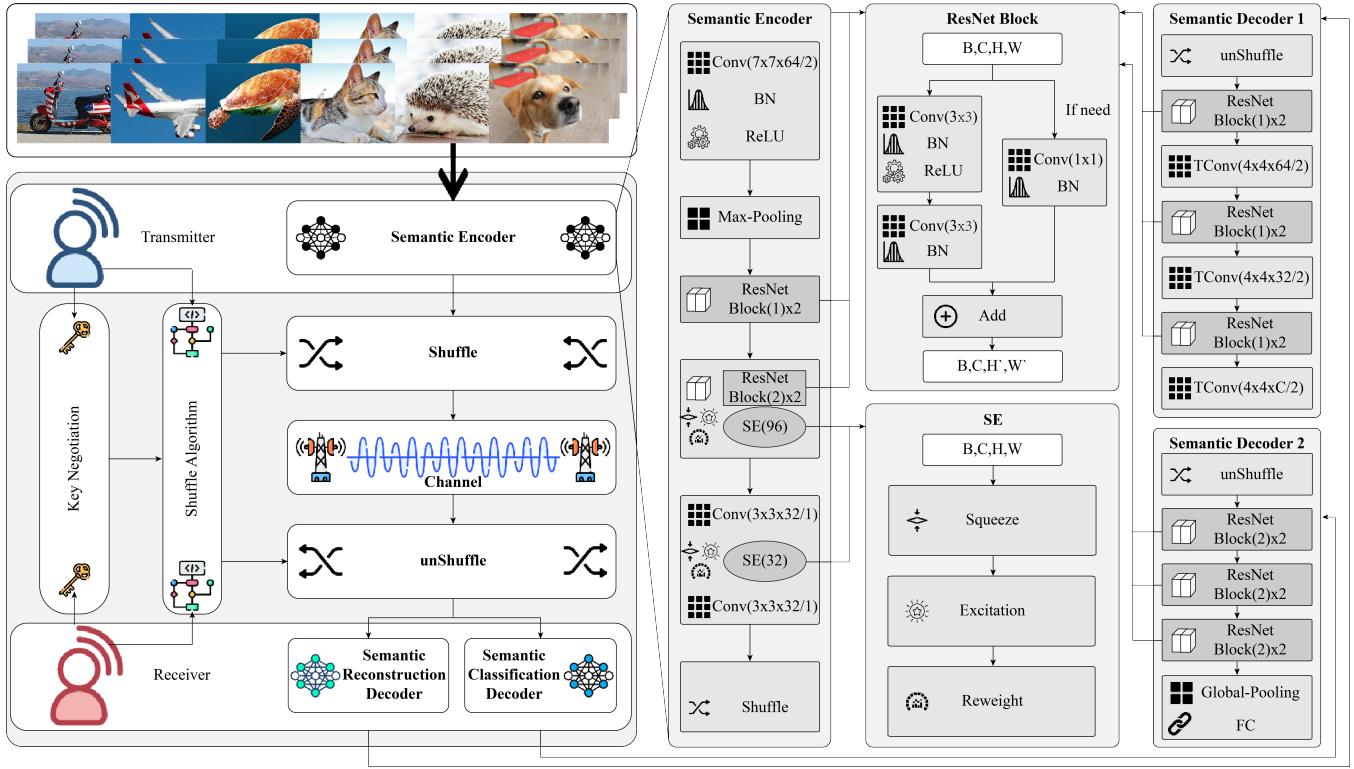 Transmitter
Semantic Encoder
Key Negotiation
Shuffle Algorithm
Shuffle
Channel
unShuffle
Receiver
Semantic
Reconstruction
Decoder
Semantic
Classification
Decoder
Semantic Encoder
Conv(7x7x64/2)
BN
ReLU
Max-Pooling
ResNet
Block(1)x2
ResNet
Block(2)x2
SE(96)
Conv(3x3x32/1)
SE(32)
Conv(3x3x32/1)
Shuffle
ResNet Block
B,C,H,W
Conv(3x3)
BN
ReLU
If need
Conv(1x1)
BN
Conv(3x3)
BN
Add
B,C,H`,W`
SE
B,C,H,W
Squeeze
Excitation
Reweight
Semantic Decoder 1
unShuffle
ResNet
Block(1)x2
TConv(4x4x64/2)
ResNet
Block(1)x2
TConv(4x4x32/2)
ResNet
Block(1)x2
TConv(4x4xC/2)
Semantic Decoder 2
unShuffle
ResNet
Block(2)x2
ResNet
Block(2)x2
ResNet
Block(2)x2
Global-Pooling
FC